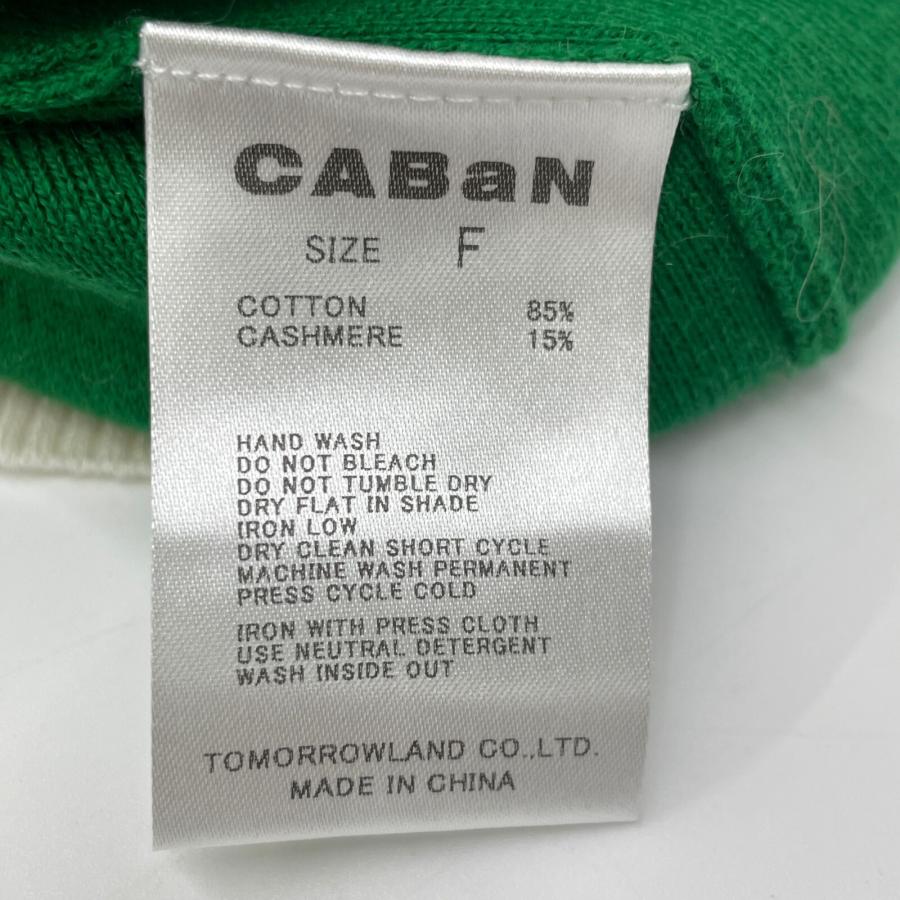 CABaN
SIZE F
COTTON 85%
CASHMERE 15%
HAND WASH
DO NOT BLEACH
DO NOT TUMBLE DRY
DRY FLAT IN SHADE
IRON LOW
DRY CLEAN SHORT CYCLE
MACHINE WASH PERMANENT
PRESS CYCLE COLD
IRON WITH PRESS CLOTH
USE NEUTRAL DETERGENT
WASH INSIDE OUT
TOMORROWLAND CO.,LTD.
MADE IN CHINA